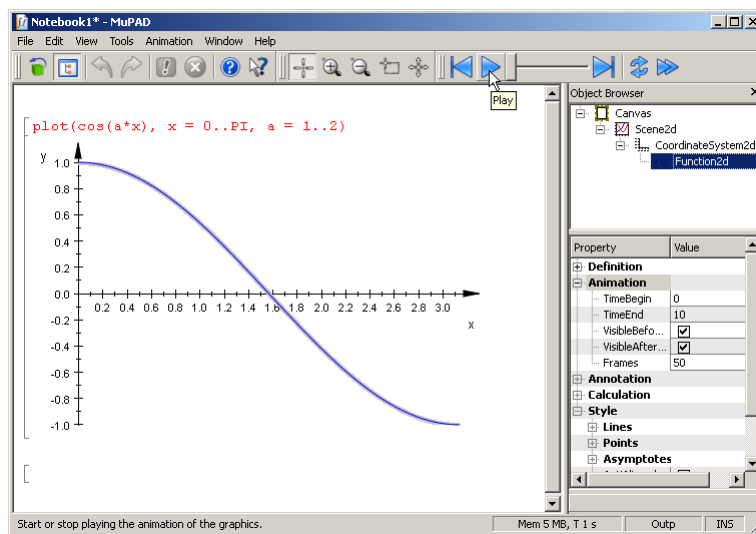 Notebook1* - MuPAD
File Edit View Tools Animation Window Help
Play
plot(cos(a*x), x = 0..PI, a = 1..2)
y
1.0
0.8
0.6
0.4
0.2
0.0
-0.2
-0.4
-0.6
-0.8
-1.0
0.2 0.4 0.6 0.8 1.0 1.2 1.4 1.6 1.8 2.0 2.2 2.4 2.6 2.8 3.0
x
Object Browser
Canvas
Scene2d
CoordinateSystem2d
Function2d
Property Value
Definition
Animation
TimeBegin 0
TimeEnd 10
VisibleBefo...
VisibleAfter...
Frames 50
Annotation
Calculation
Style
Lines
Points
Asymptotes
Start or stop playing the animation of the graphics.
Mem 5 MB, T 1 s Outp INS